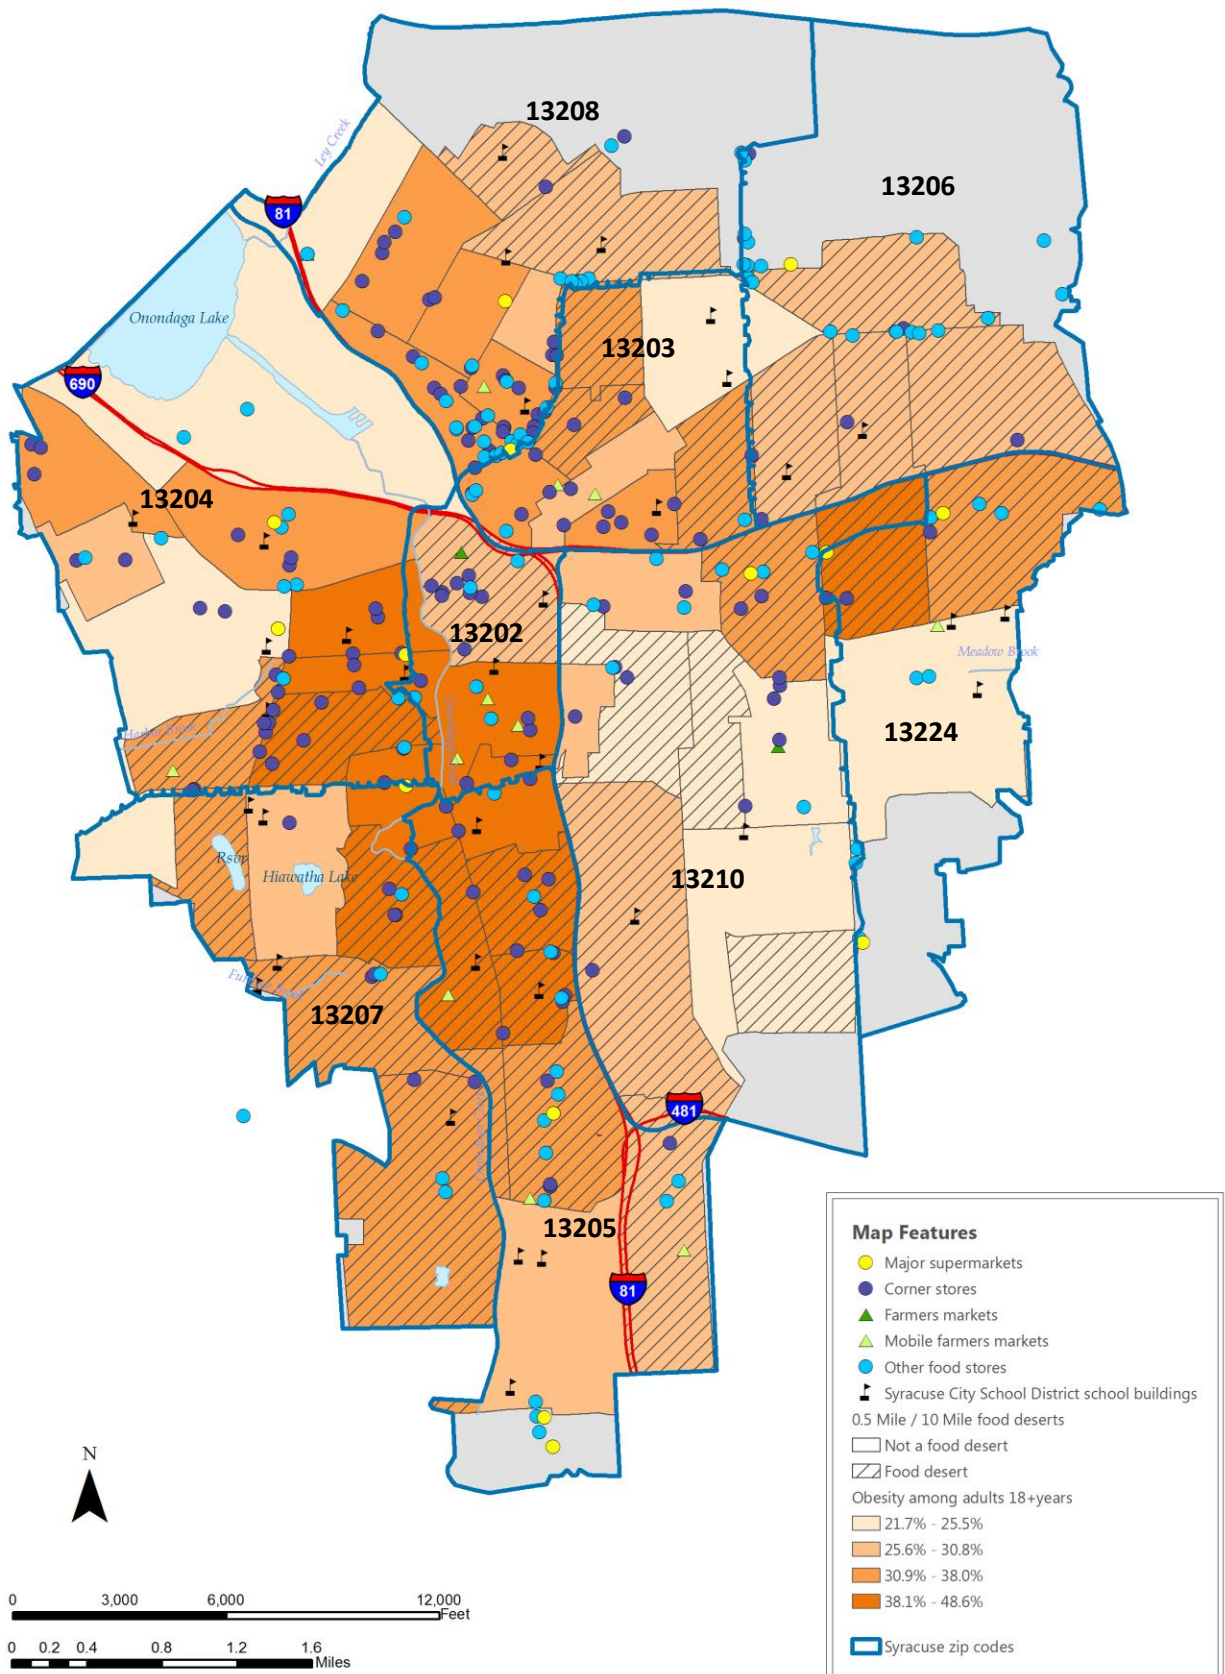 13208
Ley Creek
13206
81
Onondaga Lake
13203
690
13204
13202
Meadow Brook
13224
Harbor Brook
Rsvr
Hiawatha Lake
13210
13207
481
13205
81
Map Features
Major supermarkets
Corner stores
Farmers markets
Mobile farmers markets
Other food stores
Syracuse City School District school buildings
0.5 Mile / 10 Mile food deserts
Not a food desert
Food desert
Obesity among adults 18+years
21.7% - 25.5%
25.6% - 30.8%
30.9% - 38.0%
38.1% - 48.6%
Syracuse zip codes
N
0 3,000 6,000 12,000
Feet
0 0.2 0.4 0.8 1.2 1.6
Miles